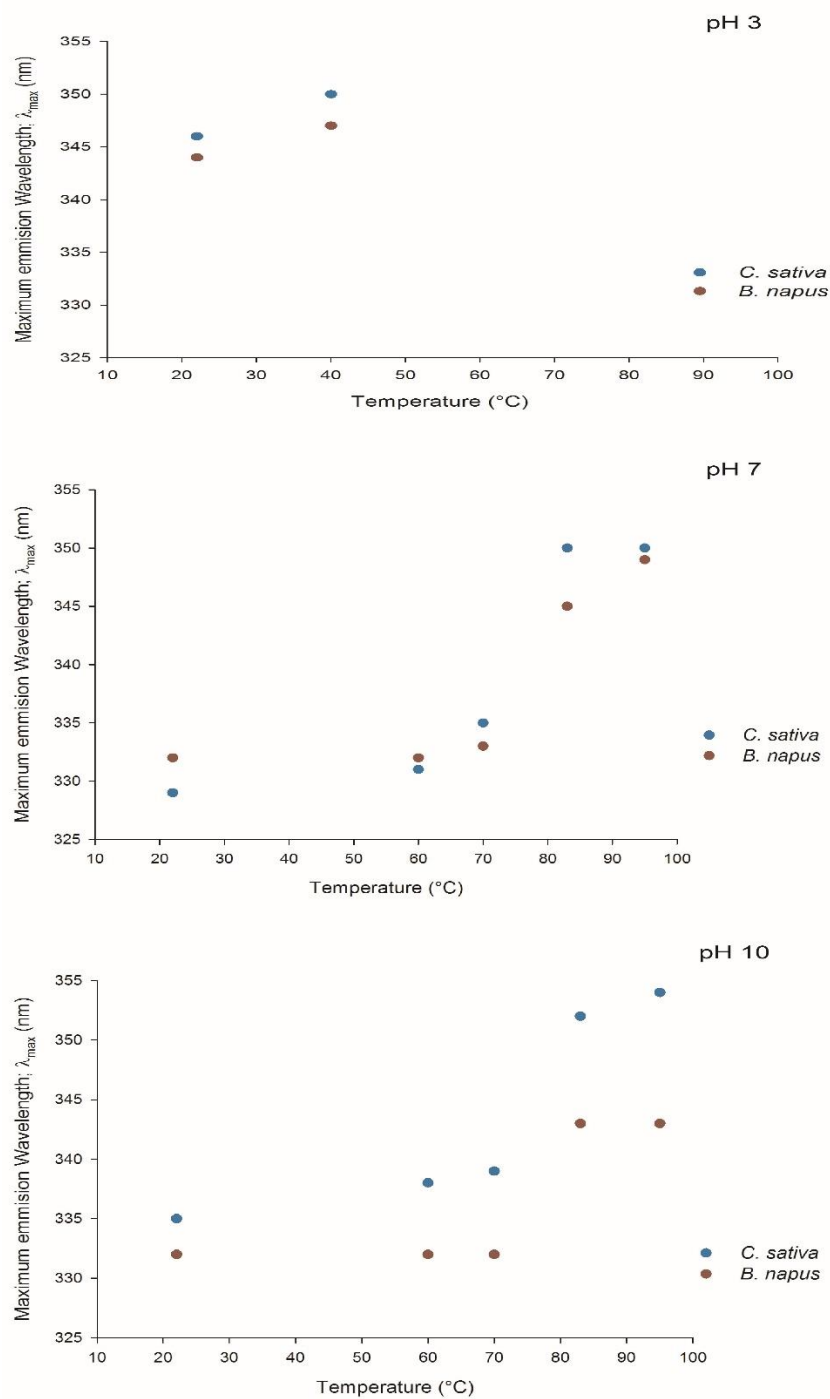 pH 3
Maximum emmision Wavelength; λmax (nm)
355
350
345
340
335
330
325
10 20 30 40 50 60 70 80 90 100
Temperature (°C)
C. sativa
B. napus
pH 7
Maximum emmision Wavelength; λmax (nm)
355
350
345
340
335
330
325
10 20 30 40 50 60 70 80 90 100
Temperature (°C)
C. sativa
B. napus
pH 10
Maximum emmision Wavelength; λmax (nm)
355
350
345
340
335
330
325
10 20 30 40 50 60 70 80 90 100
Temperature (°C)
C. sativa
B. napus